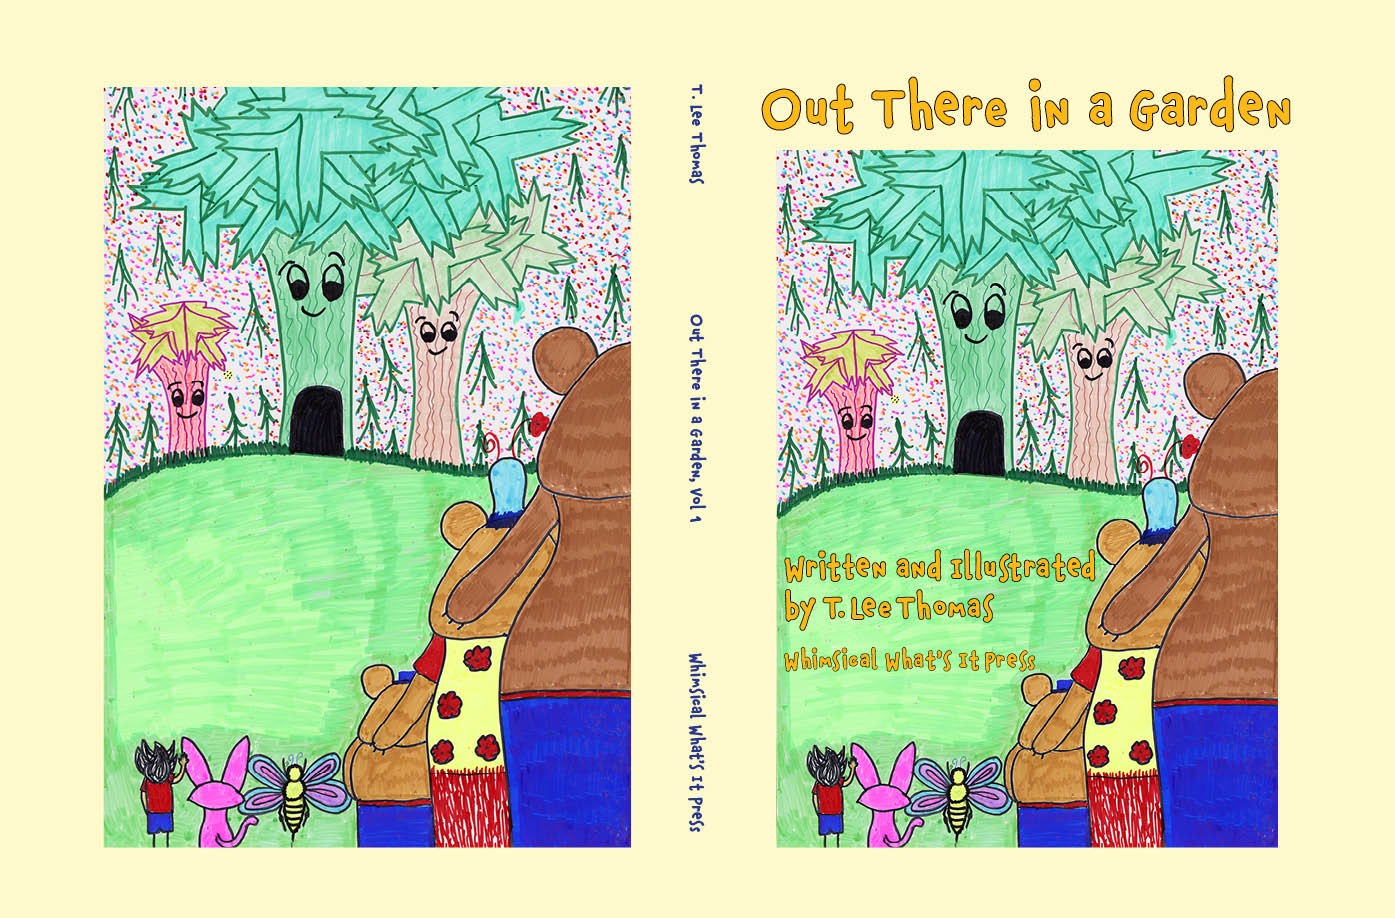 T. Lee Thomas
Out There in a Garden, Vol 1
Whimsical What's It Press
Out There in a Garden
Written and Illustrated
by T. Lee Thomas
Whimsical What's It Press